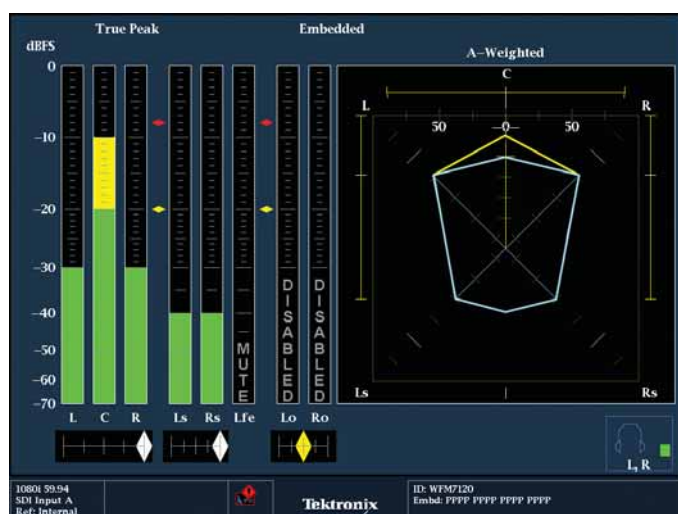 True Peak
Embedded
dBFS
A–Weighted
0
–10
–20
–30
–40
–50
–60
–70
C
L
R
50
–0–
50
MUTE
DISABLED
DISABLED
L
C
R
Ls
Rs
Lfe
Lo
Ro
Ls
Rs
L, R
1080i 59.94
SDI Input A
Ref: Internal
Tektronix
ID: WFM7120
Embd: PPPP PPPP PPPP PPPP